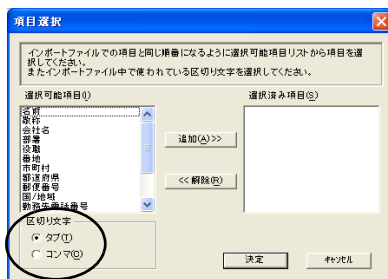 項目選択
インポートファイルでの項目と同じ順番になるように選択可能項目リストから項目を選
択してください。
またインポートファイル中で使われている区切り文字を選択してください。
選択可能項目(I)
選択済み項目(S)
名前
敬称
会社名
部署
役職
番地
市町村
都道府県
郵便番号
国/地域
勤務先電話番号
追加(A)>>
<<解除(R)
区切り文字
タブ(T)
コンマ(O)
決定
キャンセル